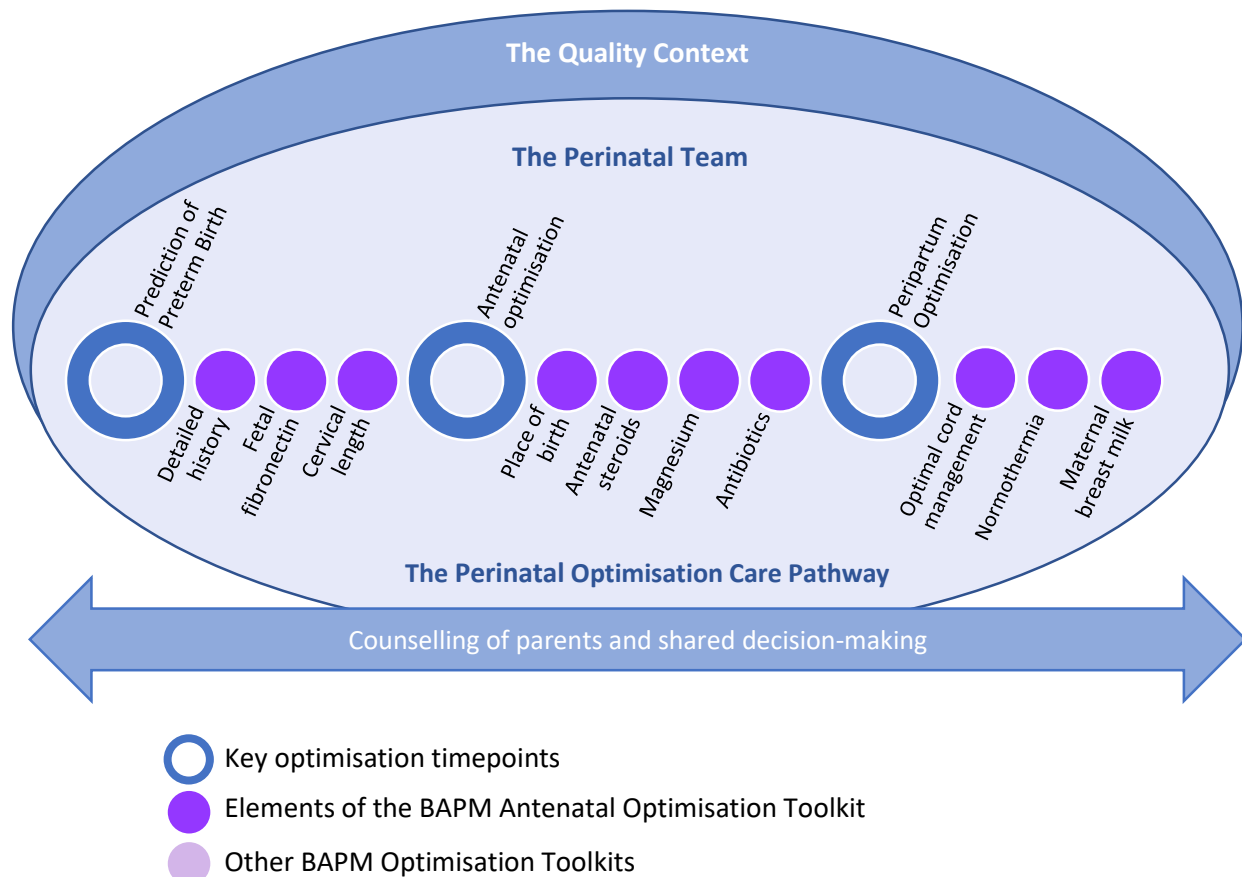 The Quality Context
The Perinatal Team
Prediction of
Preterm Birth
Antenatal
optimisation
Peripartum
Optimisation
Detailed
history
Fetal
fibronectin
Cervical
length
Place of
birth
Antenatal
steroids
Magnesium
Antibiotics
Optimal cord
management
Normothermia
Maternal
breast milk
The Perinatal Optimisation Care Pathway
Counselling of parents and shared decision-making
Key optimisation timepoints
Elements of the BAPM Antenatal Optimisation Toolkit
Other BAPM Optimisation Toolkits